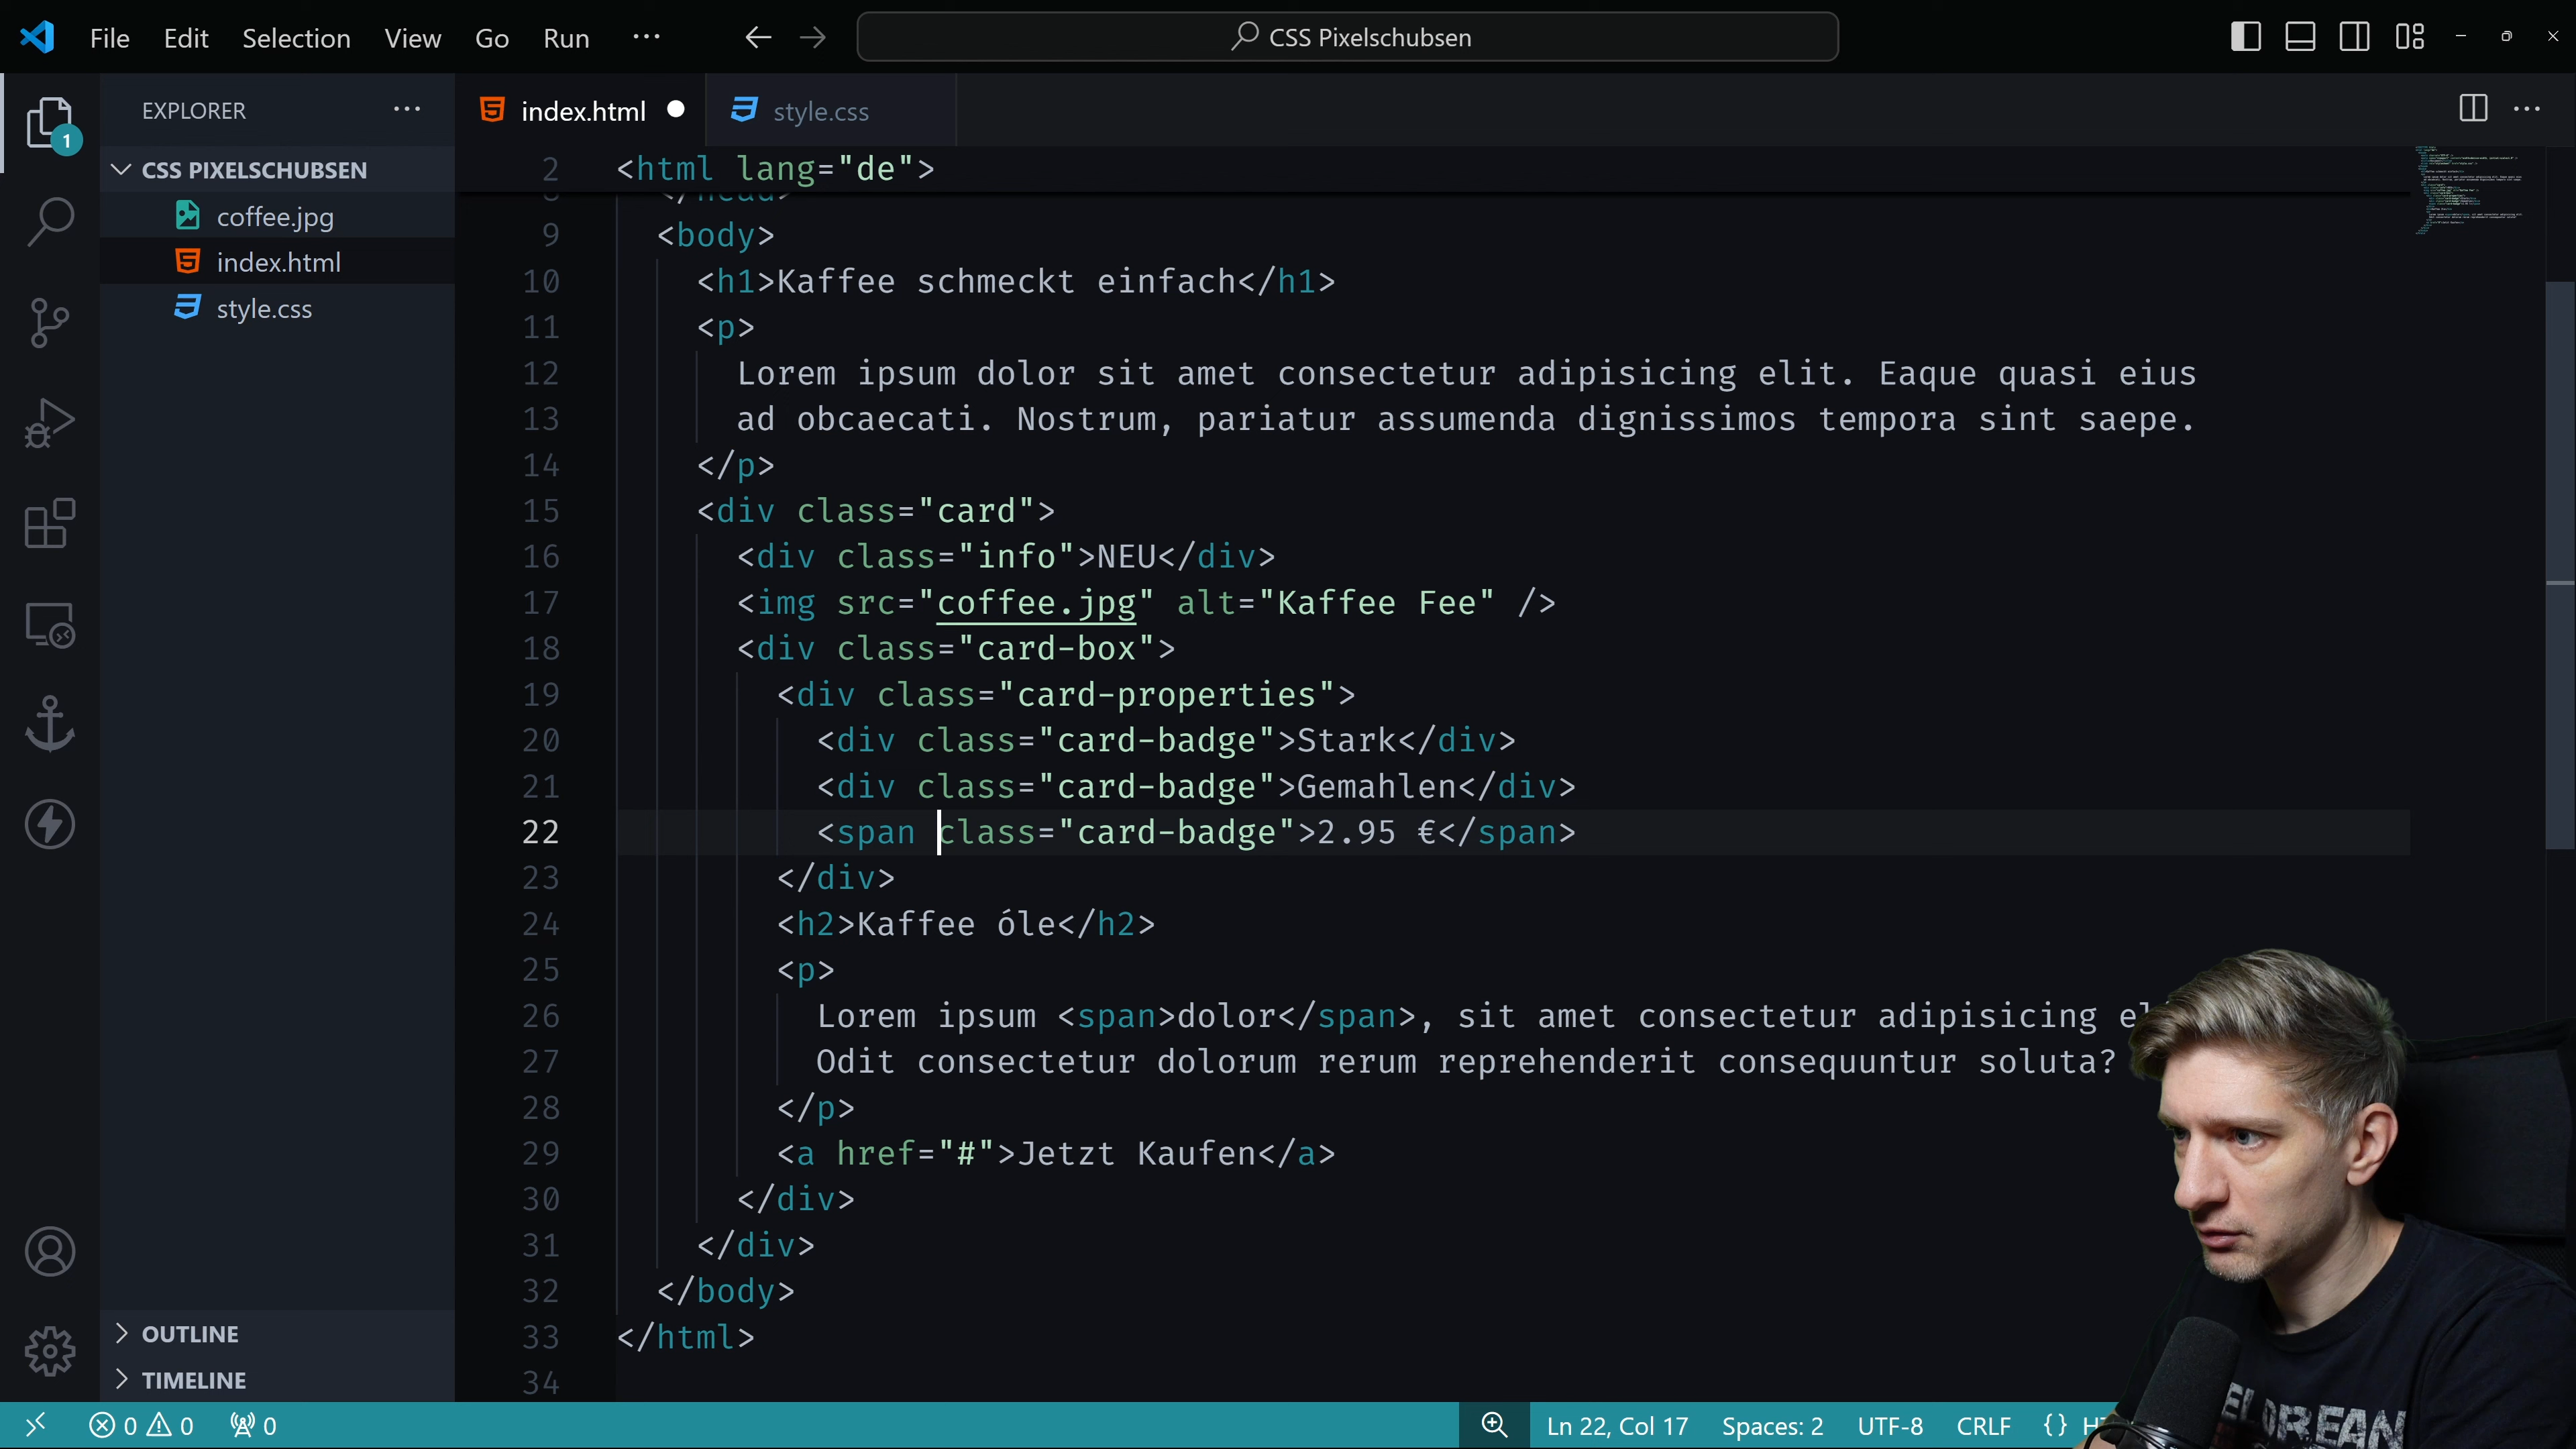 File Edit Selection View Go Run ···
CSS Pixelschubsen
EXPLORER
1
CSS PIXELSCHUBSEN
coffee.jpg
index.html
style.css
OUTLINE
TIMELINE
index.html
style.css
2 <html lang="de">
8 </head>
9 <body>
10 <h1>Kaffee schmeckt einfach</h1>
11 <p>
12 Lorem ipsum dolor sit amet consectetur adipisicing elit. Eaque quasi eius
13 ad obcaecati. Nostrum, pariatur assumenda dignissimos tempora sint saepe.
14 </p>
15 <div class="card">
16 <div class="info">NEU</div>
17 <img src="coffee.jpg" alt="Kaffee Fee" />
18 <div class="card-box">
19 <div class="card-properties">
20 <div class="card-badge">Stark</div>
21 <div class="card-badge">Gemahlen</div>
22 <span class="card-badge">2.95 €</span>
23 </div>
24 <h2>Kaffee óle</h2>
25 <p>
26 Lorem ipsum <span>dolor</span>, sit amet consectetur adipisicing
27 Odit consectetur dolorum rerum reprehenderit consequuntur soluta?
28 </p>
29 <a href="#">Jetzt Kaufen</a>
30 </div>
31 </div>
32 </body>
33 </html>
34
0 0 0
Ln 22, Col 17 Spaces: 2 UTF-8 CRLF {}